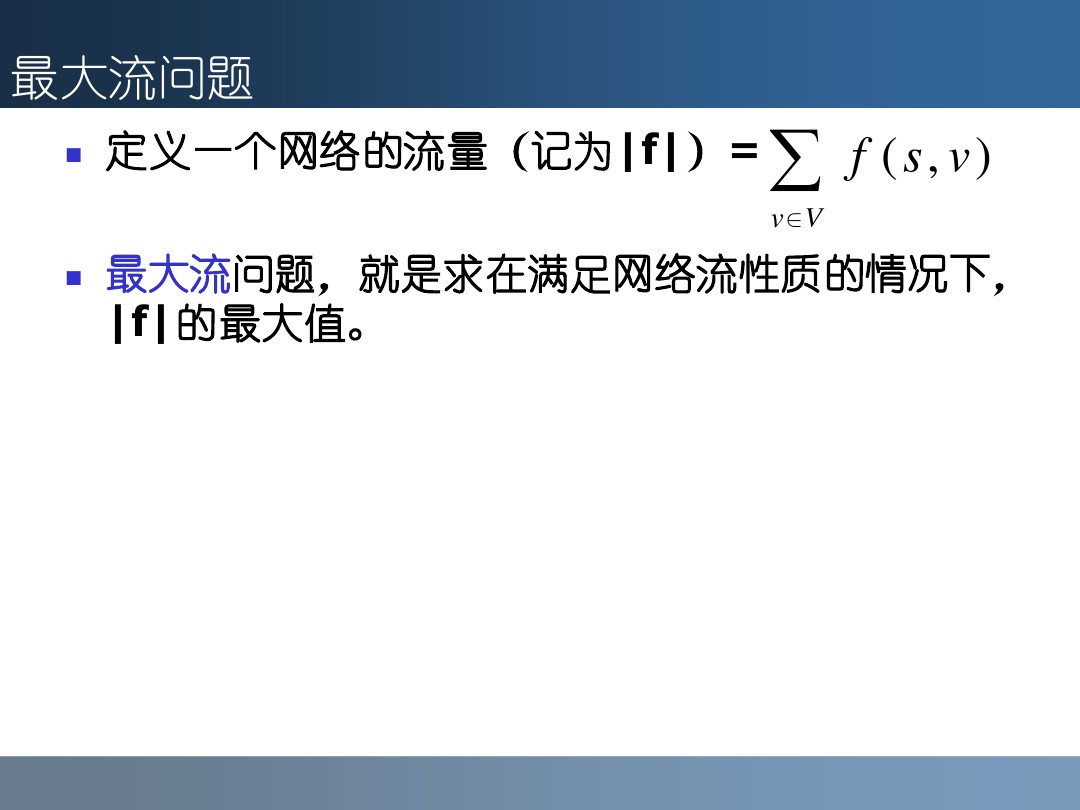 最大流问题
定义一个网络的流量（记为|f|）= ∑ f(s,v)
v∈V
最大流问题，就是求在满足网络流性质的情况下，
|f|的最大值。